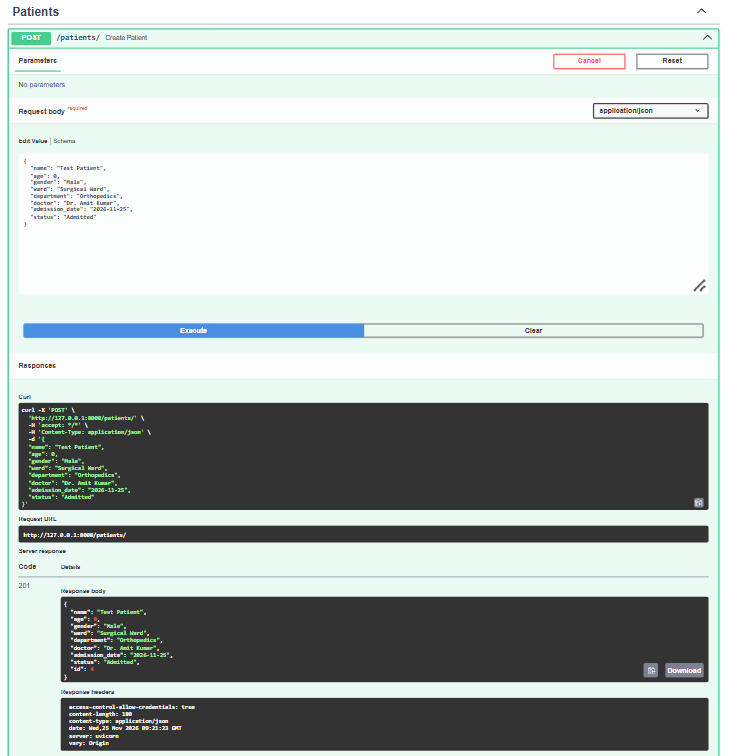 Patients
POST /patients/ Create Patient
Parameters
Cancel
Reset
No parameters
Request body required
application/json
Edit Value | Schema
{
"name": "Test Patient",
"age": 0,
"gender": "Male",
"ward": "Surgical Ward",
"department": "Orthopedics",
"doctor": "Dr. Amit Kumar",
"admission_date": "2026-11-25",
"status": "Admitted"
}
Execute
Clear
Responses
Curl
curl -X 'POST' \
'http://127.0.0.1:8000/patients/' \
-H 'accept: */*' \
-H 'Content-Type: application/json' \
-d '{
"name": "Test Patient",
"age": 0,
"gender": "Male",
"ward": "Surgical Ward",
"department": "Orthopedics",
"doctor": "Dr. Amit Kumar",
"admission_date": "2026-11-25",
"status": "Admitted"
}'
Request URL
http://127.0.0.1:8000/patients/
Server response
Code Details
201
Response body
{
"name": "Test Patient",
"age": 0,
"gender": "Male",
"ward": "Surgical Ward",
"department": "Orthopedics",
"doctor": "Dr. Amit Kumar",
"admission_date": "2026-11-25",
"status": "Admitted",
"id": 4
}
Download
Response headers
access-control-allow-credentials: true
content-length: 180
content-type: application/json
date: Wed,25 Nov 2026 09:21:23 GMT
server: uvicorn
vary: Origin